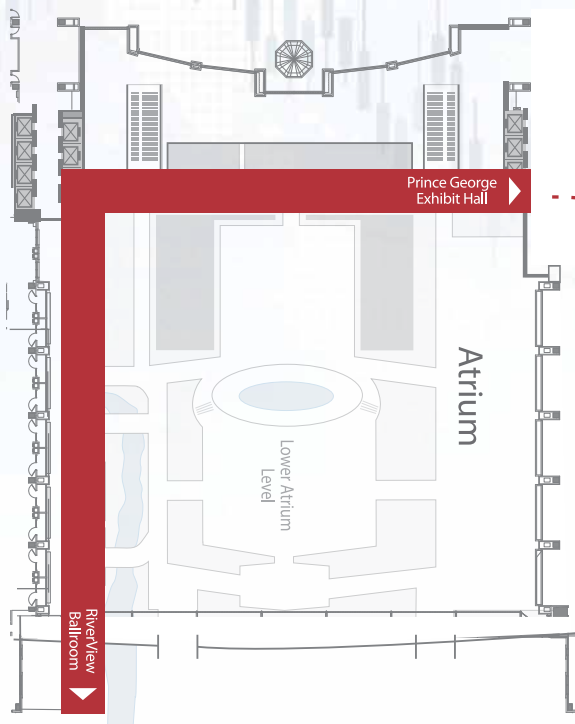 Prince George
Exhibit Hall
Atrium
Lower Atrium
Level
RiverView
Ballroom